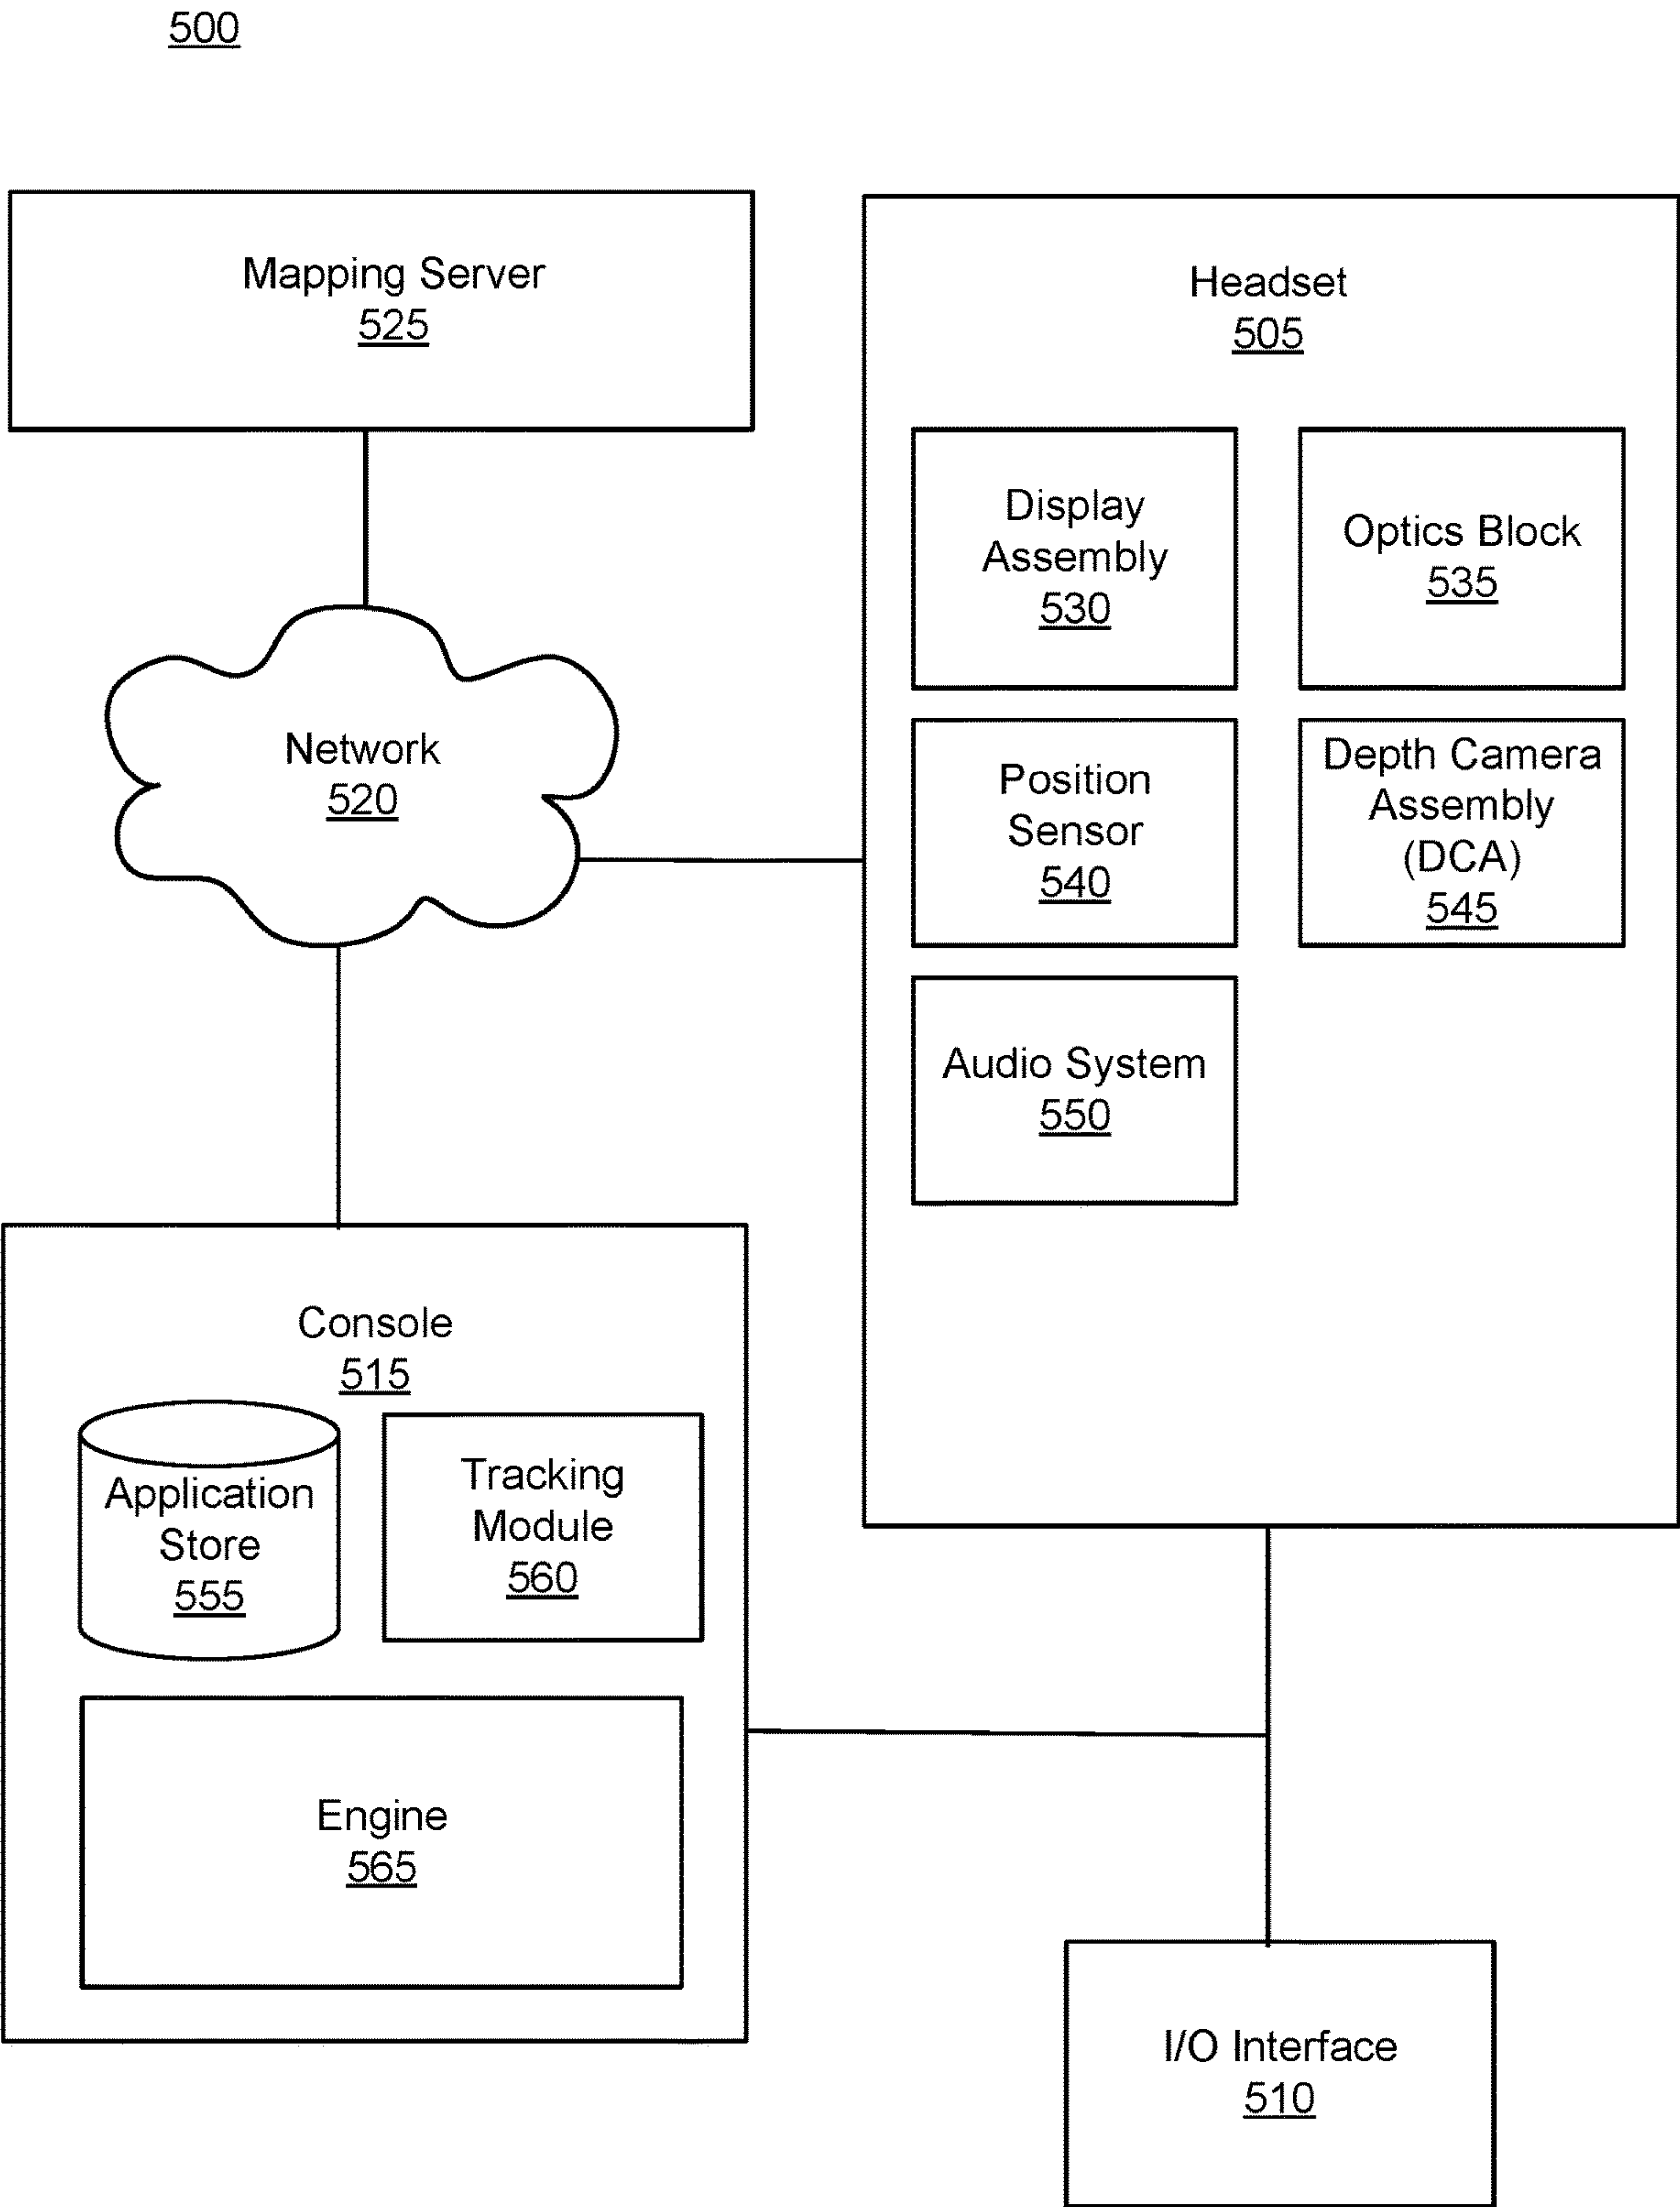 500
Mapping Server
525
Headset
505
Display
Assembly
530
Optics Block
535
Network
520
Position
Sensor
540
Depth Camera
Assembly
(DCA)
545
Audio System
550
Console
515
Application
Store
555
Tracking
Module
560
Engine
565
I/O Interface
510